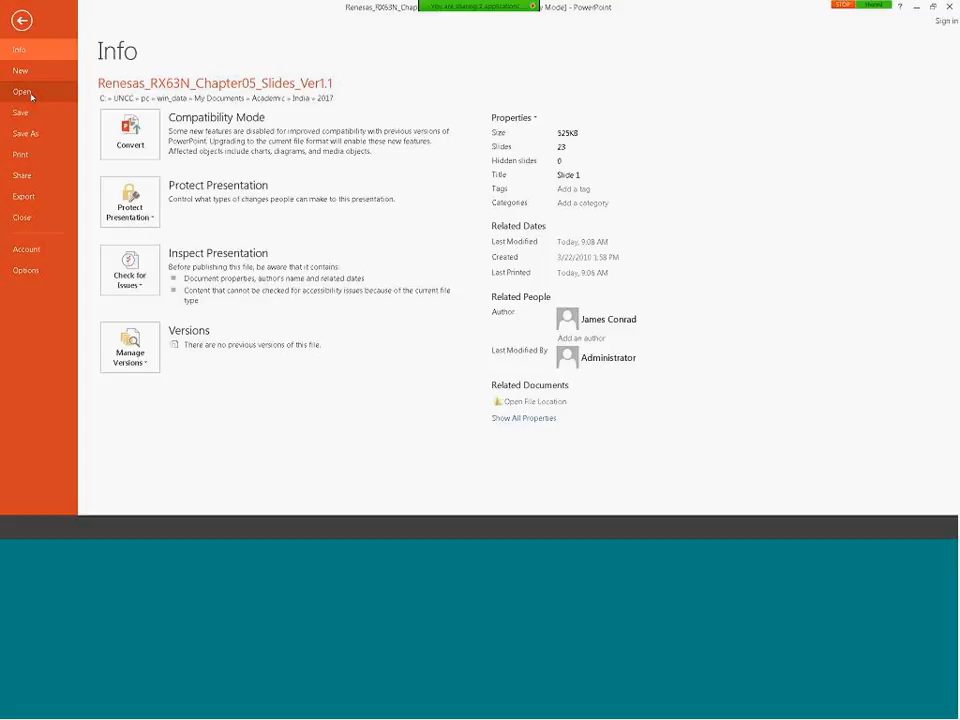 Renesas_RX63N_Chap
You are sharing 2 applications
y Mode] - PowerPoint
STOP
?
Sign in
Info
New
Open
Save
Save As
Print
Share
Export
Close
Account
Options
Info
Renesas_RX63N_Chapter05_Slides_Ver1.1
C: » UNCC » pc » win_data » My Documents » Academic » India » 2017
Convert
Compatibility Mode
Some new features are disabled for improved compatibility with previous versions of
PowerPoint. Upgrading to the current file format will enable these new features.
Affected objects include charts, diagrams, and media objects.
Protect
Presentation
Protect Presentation
Control what types of changes people can make to this presentation.
Check for
Issues
Inspect Presentation
Before publishing this file, be aware that it contains:
Document properties, author's name and related dates
Content that cannot be checked for accessibility issues because of the current file
type
Manage
Versions
Versions
There are no previous versions of this file.
Properties
Size 525KB
Slides 23
Hidden slides 0
Title Slide 1
Tags Add a tag
Categories Add a category
Related Dates
Last Modified Today, 9:08 AM
Created 3/22/2010 1:58 PM
Last Printed Today, 9:06 AM
Related People
Author James Conrad
Add an author
Last Modified By Administrator
Related Documents
Open File Location
Show All Properties